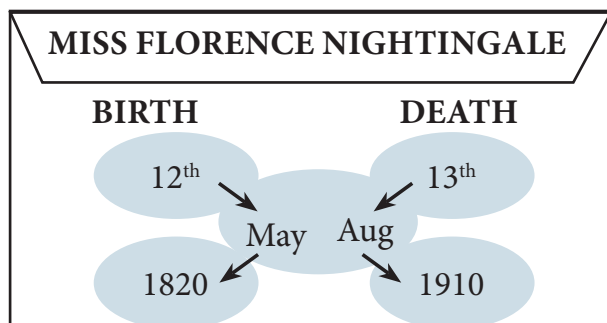 MISS FLORENCE NIGHTINGALE
BIRTH DEATH
12th 13th
May Aug
1820 1910